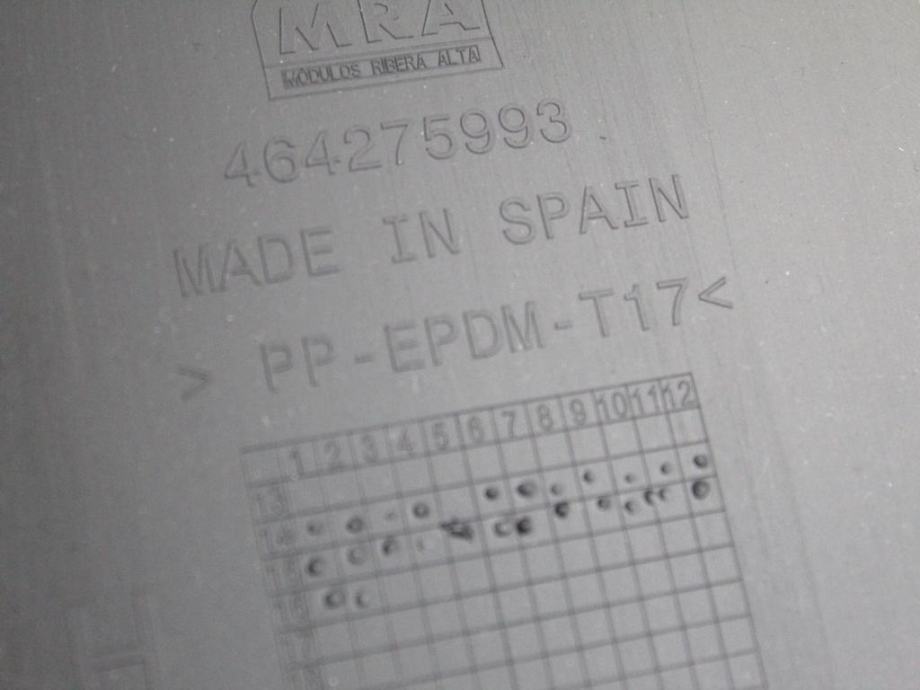 MRA
MODULOS RIBERA ALTA
464275993
MADE IN SPAIN
> PP-EPDM-T17<
1 2 3 4 5 6 7 8 9 10 11 12
13
14
15
16
17